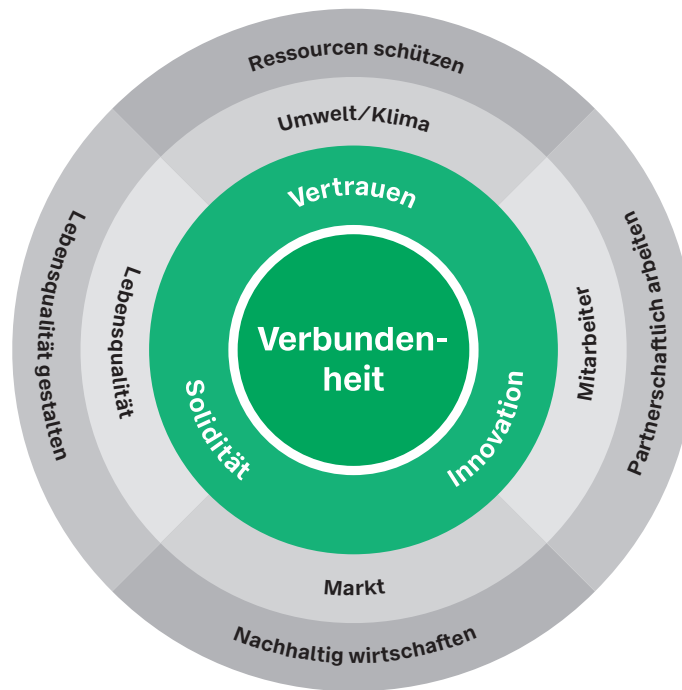 Ressourcen schützen
Umwelt/Klima
Vertrauen
Lebensqualität gestalten
Lebensqualität
Verbunden-
heit
Mitarbeiter
Partnerschaftlich arbeiten
Solidität
Innovation
Markt
Nachhaltig wirtschaften